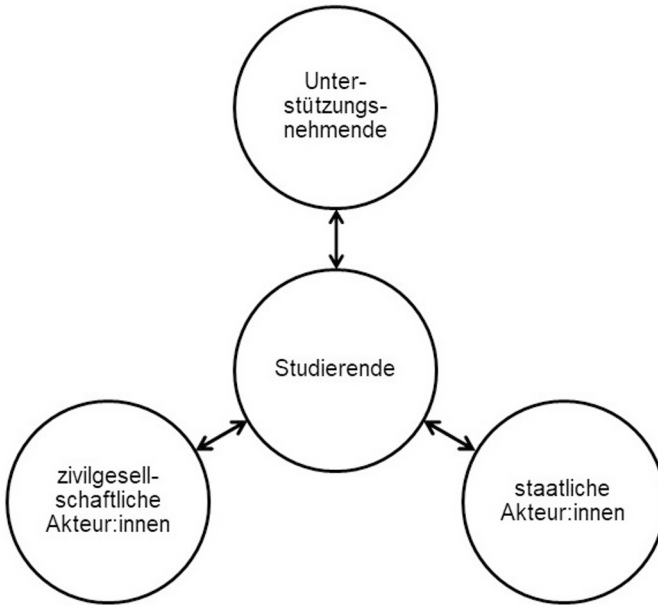 Unter-
stützungs-
nehmende
Studierende
zivilgesell-
schaftliche
Akteur:innen
staatliche
Akteur:innen